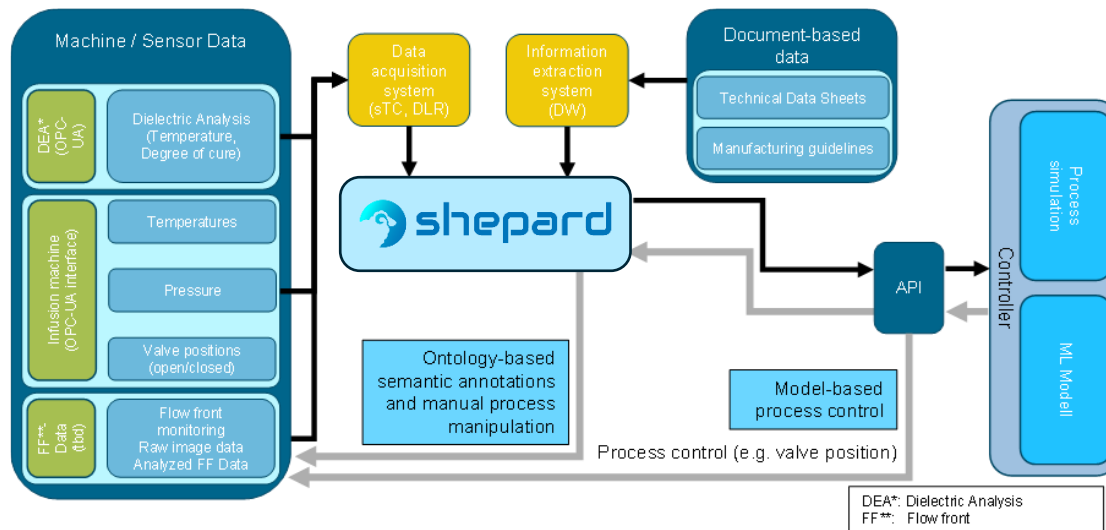 Machine / Sensor Data
DEA*
(OPC-
UA)
Dielectric Analysis
(Temperature,
Degree of cure)
Infusion machine
(OPC-UA interface)
Temperatures
Pressure
Valve positions
(open/closed)
FF**-
Data
(tbd)
Flow front
monitoring
Raw image data
Analyzed FF Data
Data
acquisition
system
(sTC, DLR)
Information
extraction
system
(DW)
Document-based
data
Technical Data Sheets
Manufacturing guidelines
shepard
API
Controller
Process
simulation
ML Modell
Ontology-based
semantic annotations
and manual process
manipulation
Model-based
process control
Process control (e.g. valve position)
DEA*: Dielectric Analysis
FF**: Flow front